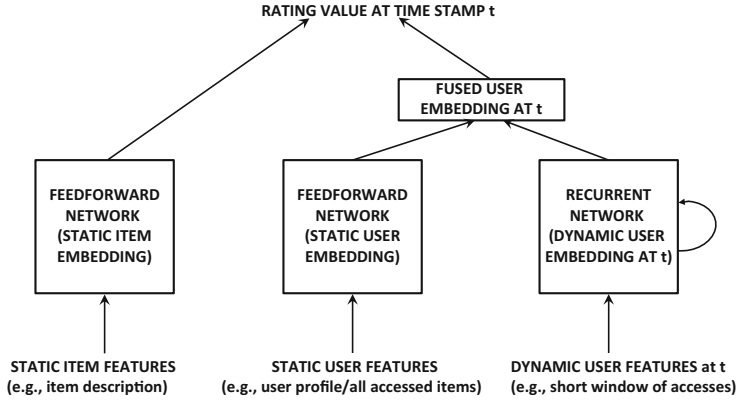 RATING VALUE AT TIME STAMP t
FUSED USER
EMBEDDING AT t
FEEDFORWARD
NETWORK
(STATIC ITEM
EMBEDDING)
FEEDFORWARD
NETWORK
(STATIC USER
EMBEDDING)
RECURRENT
NETWORK
(DYNAMIC USER
EMBEDDING AT t)
STATIC ITEM FEATURES
(e.g., item description)
STATIC USER FEATURES
(e.g., user profile/all accessed items)
DYNAMIC USER FEATURES at t
(e.g., short window of accesses)